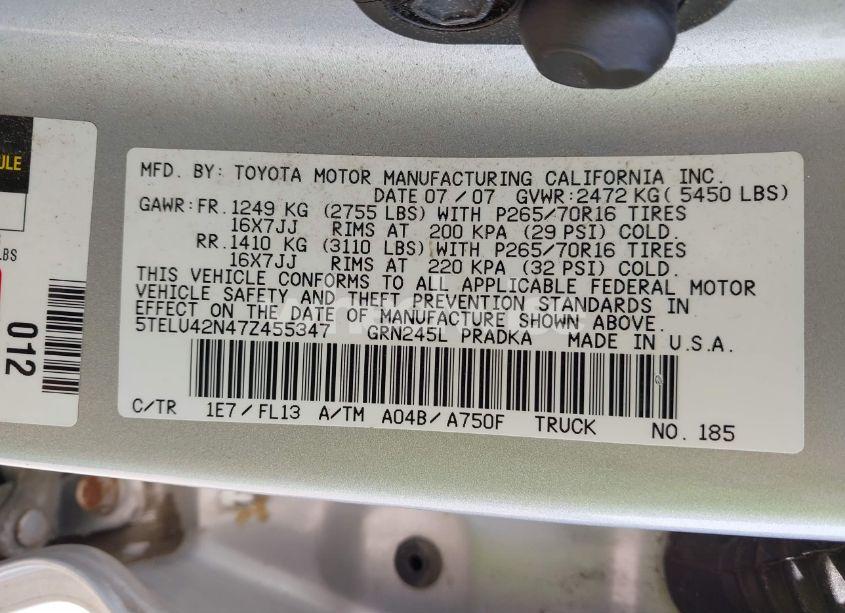 ULE
LBS
012
MFD. BY: TOYOTA MOTOR MANUFACTURING CALIFORNIA INC.
DATE 07 / 07 GVWR: 2472 KG ( 5450 LBS)
GAWR: FR. 1249 KG (2755 LBS) WITH P265/70R16 TIRES
16X7JJ RIMS AT 200 KPA (29 PSI) COLD.
RR. 1410 KG (3110 LBS) WITH P265/70R16 TIRES
16X7JJ RIMS AT 220 KPA (32 PSI) COLD.
THIS VEHICLE CONFORMS TO ALL APPLICABLE FEDERAL MOTOR
VEHICLE SAFETY AND THEFT PREVENTION STANDARDS IN
EFFECT ON THE DATE OF MANUFACTURE SHOWN ABOVE.
5TELU42N47Z455347 GRN245L PRADKA MADE IN U.S.A.
C/TR 1E7 / FL13 A/TM A04B / A750F TRUCK NO. 185